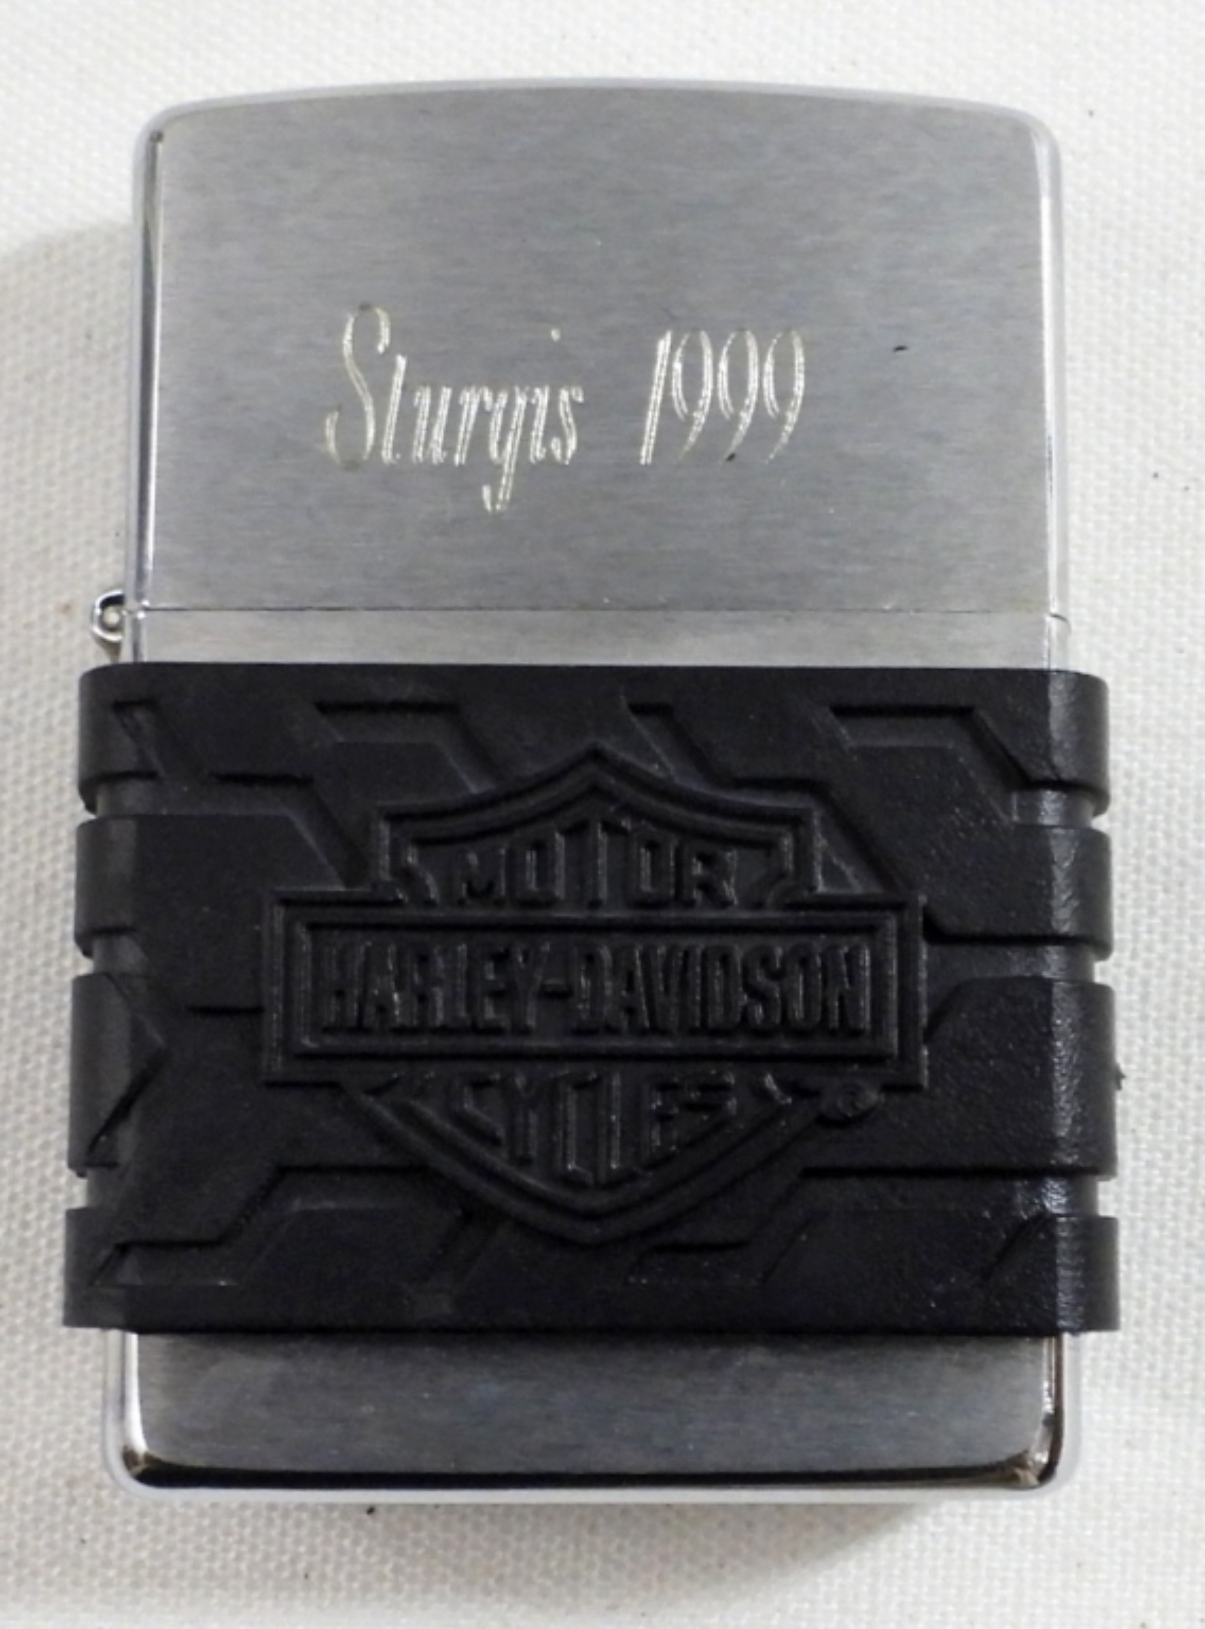 Sturgis 1999
MOTOR
HARLEY-DAVIDSON
CYCLES
®